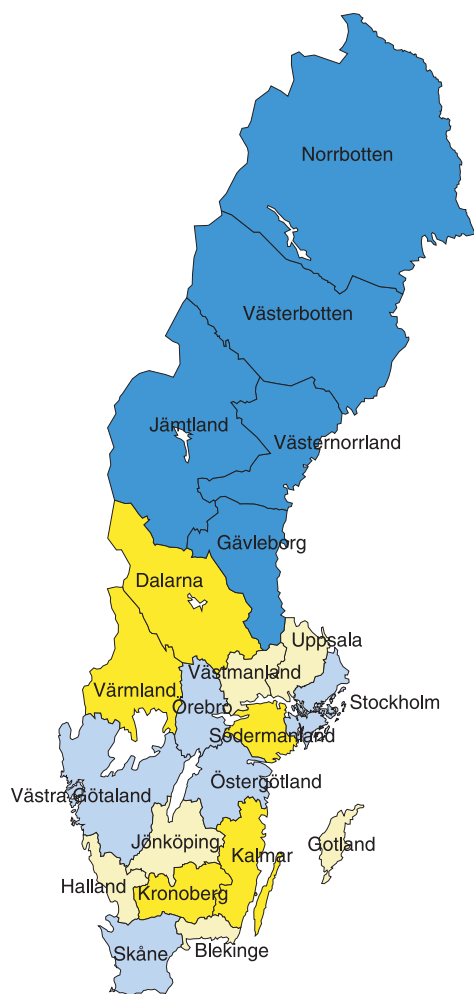 Norrbotten
Västerbotten
Jämtland
Västernorrland
Gävleborg
Dalarna
Uppsala
Västmanland
Värmland
Örebro
Stockholm
Södermanland
Östergötland
Västra Götaland
Jönköping
Gotland
Kalmar
Halland
Kronoberg
Blekinge
Skåne